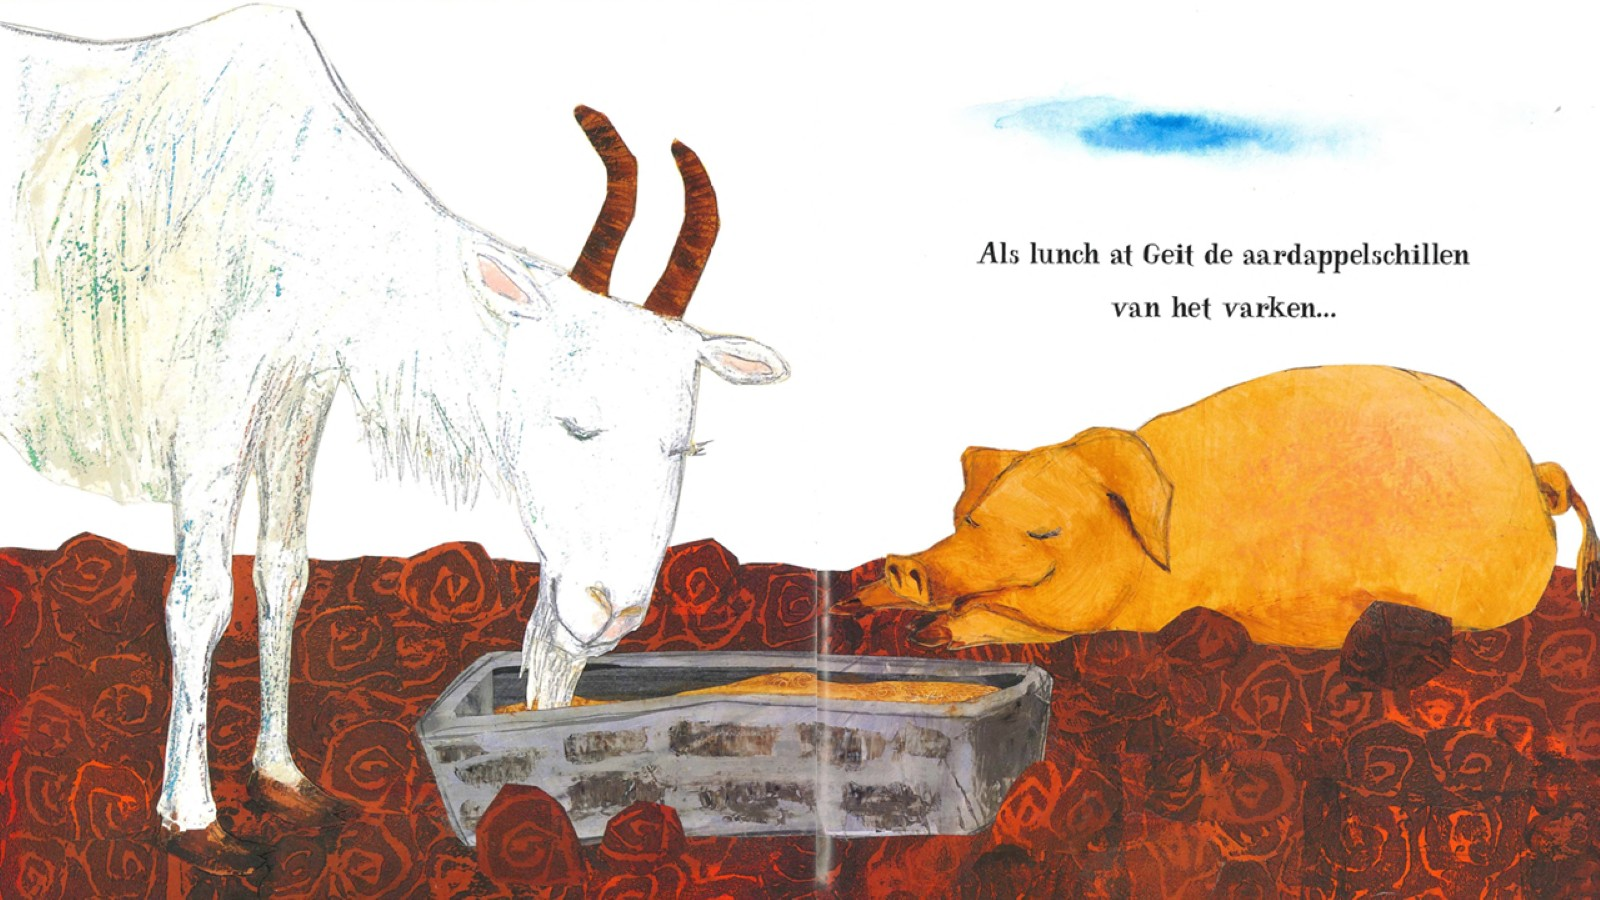 Als lunch at Geit de aardappelschillen
van het varken...